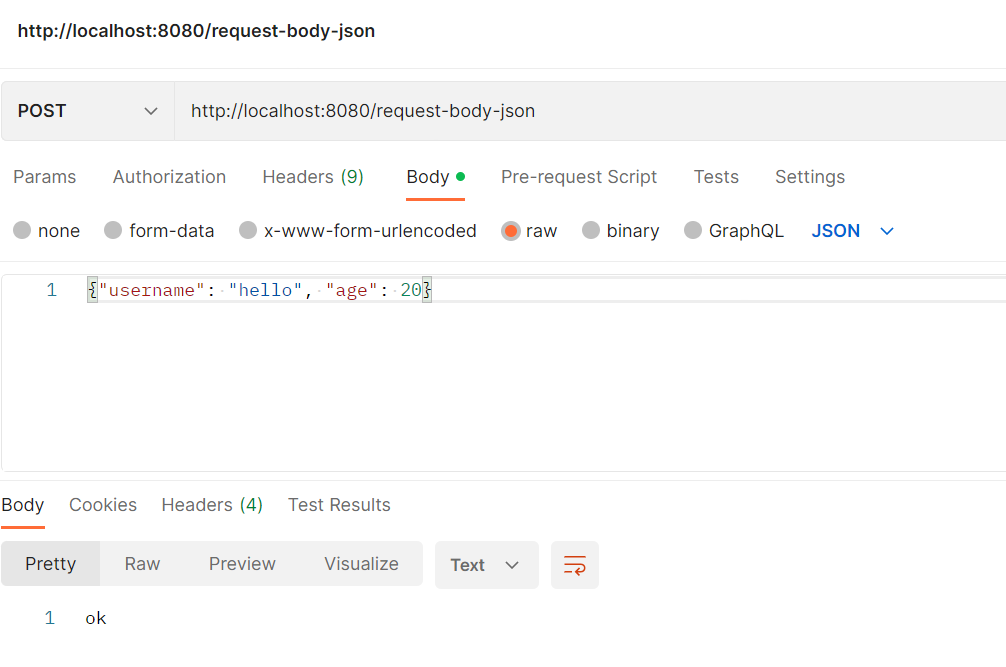 http://localhost:8080/request-body-json
POST http://localhost:8080/request-body-json
Params Authorization Headers (9) Body Pre-request Script Tests Settings
none form-data x-www-form-urlencoded raw binary GraphQL JSON
1 {"username": "hello", "age": 20}
Body Cookies Headers (4) Test Results
Pretty Raw Preview Visualize Text
1 ok